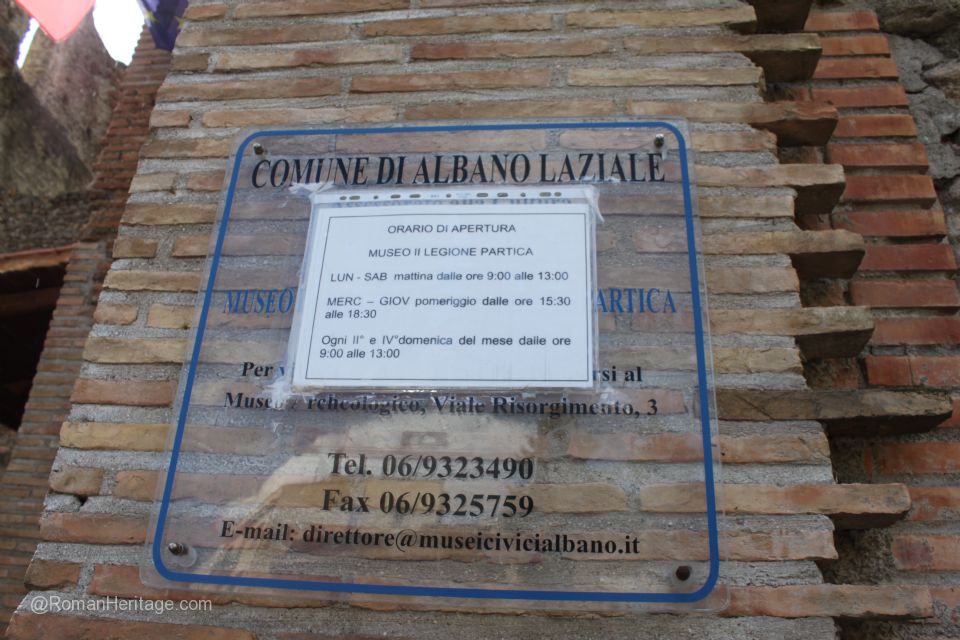 COMUNE DI ALBANO LAZIALE
ORARIO DI APERTURA
MUSEO II LEGIONE PARTICA
LUN - SAB mattina dalle ore 9:00 alle 13:00
MERC – GIOV pomeriggio dalle ore 15:30
alle 18:30
Ogni II° e IV°domenica del mese dalle ore
9:00 alle 13:00
MUSEO PARTICA
Per al
Viale Risorgimento, 3
Tel. 06/9323490
Fax 06/9325759
E-mail: direttore@museicivicialbano.it
@RomanHeritage.com